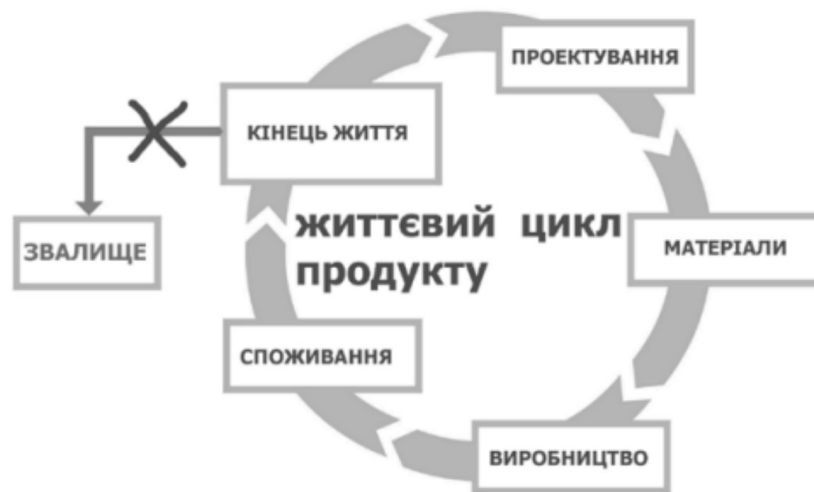 ПРОЕКТУВАННЯ
КІНЕЦЬ ЖИТТЯ
ЗВАЛИЩЕ
життєвий цикл
продукту
МАТЕРІАЛИ
СПОЖИВАННЯ
ВИРОБНИЦТВО